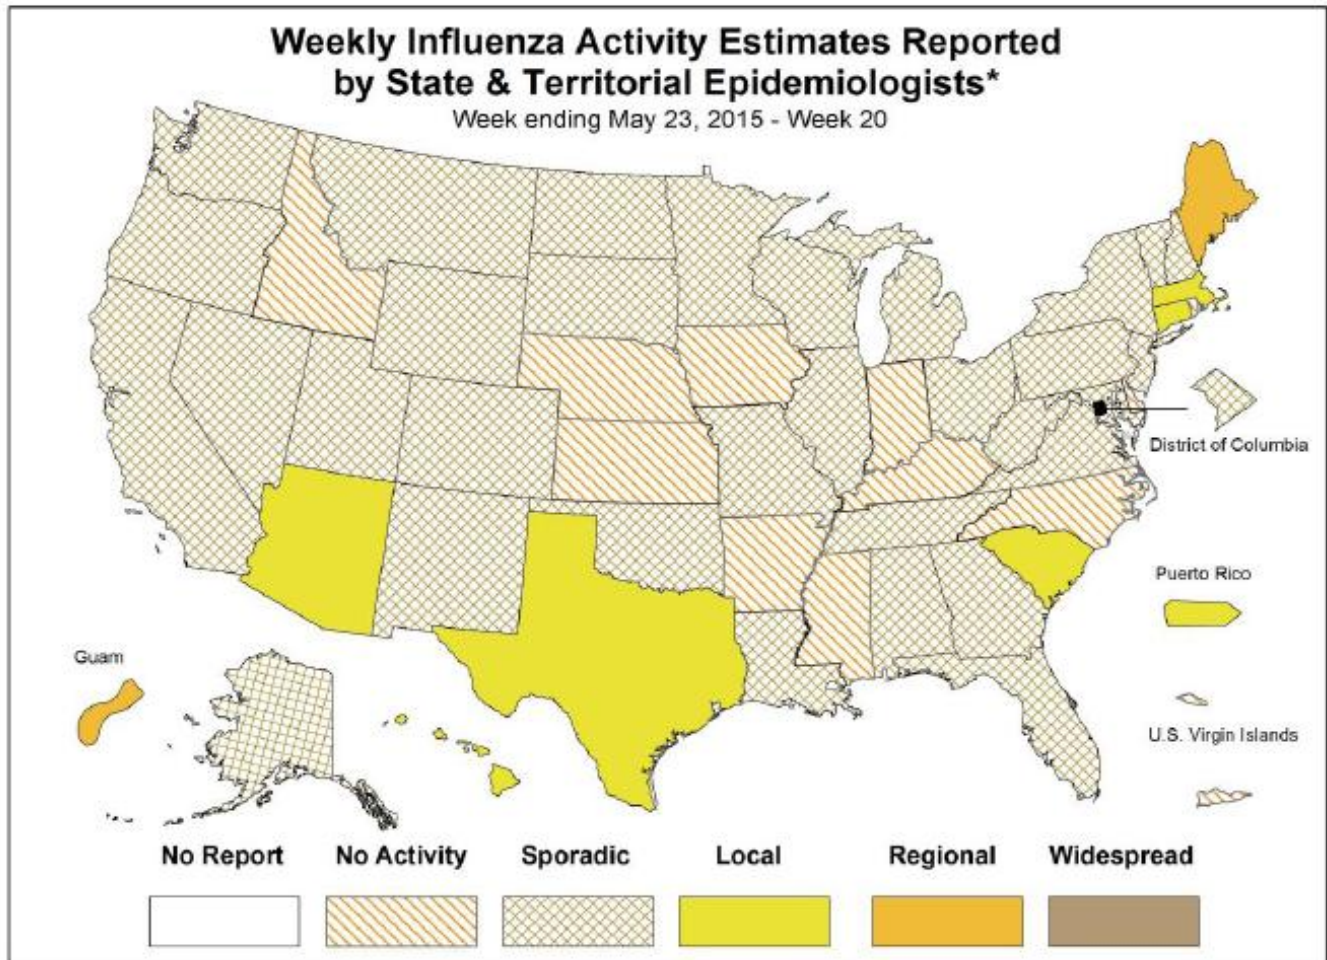 Weekly Influenza Activity Estimates Reported
by State & Territorial Epidemiologists*
Week ending May 23, 2015 - Week 20
District of Columbia
Puerto Rico
Guam
U.S. Virgin Islands
No Report No Activity Sporadic Local Regional Widespread